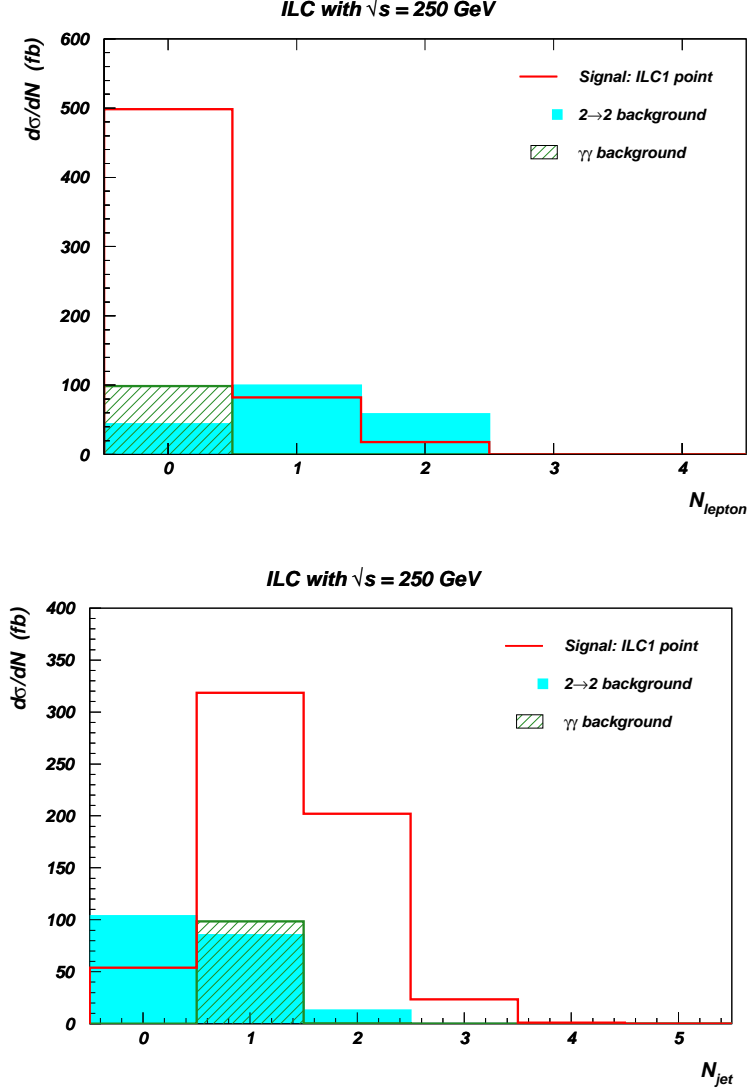 ILC with √s = 250 GeV
dσ/dN (fb)
600
500
400
300
200
100
0
Signal: ILC1 point
2→2 background
γγ background
0 1 2 3 4
N_lepton
ILC with √s = 250 GeV
dσ/dN (fb)
400
350
300
250
200
150
100
50
0
Signal: ILC1 point
2→2 background
γγ background
0 1 2 3 4 5
N_jet